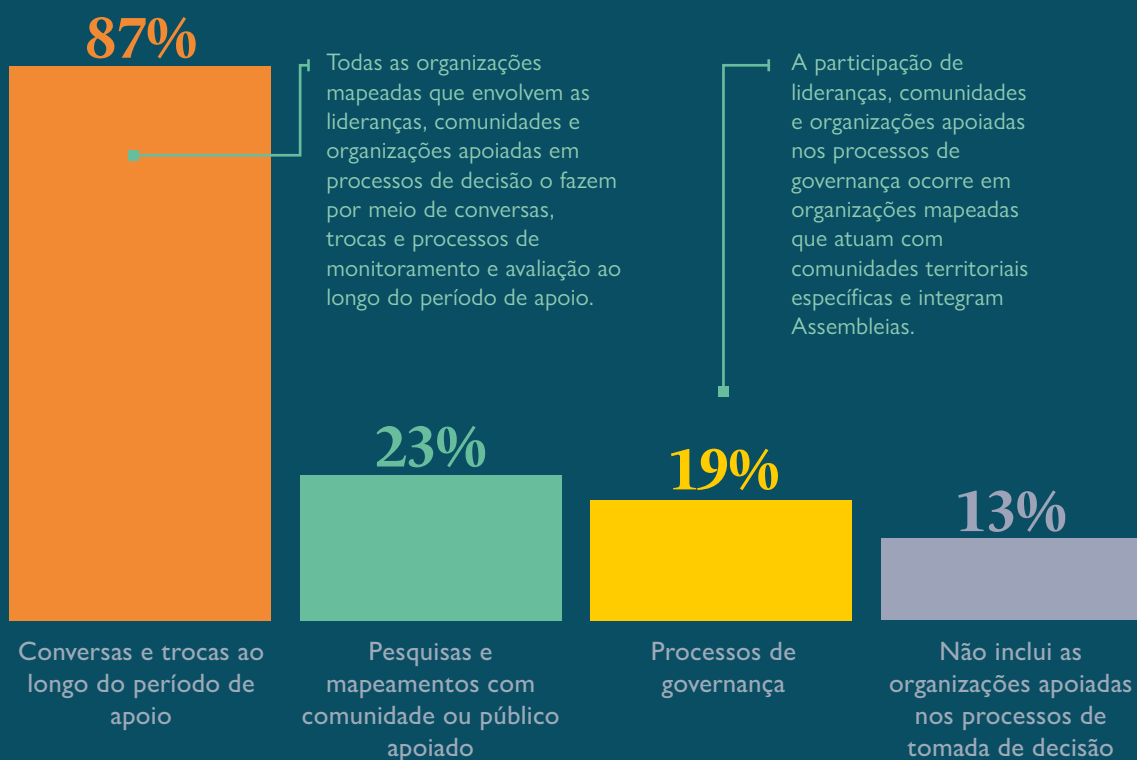 87%
Todas as organizações
mapeadas que envolvem as
lideranças, comunidades e
organizações apoiadas em
processos de decisão o fazem
por meio de conversas,
trocas e processos de
monitoramento e avaliação ao
longo do período de apoio.
A participação de
lideranças, comunidades
e organizações apoiadas
nos processos de
governança ocorre em
organizações mapeadas
que atuam com
comunidades territoriais
específicas e integram
Assembleias.
23%
19%
13%
Conversas e trocas ao
longo do período de
apoio
Pesquisas e
mapeamentos com
comunidade ou público
apoiado
Processos de
governança
Não inclui as
organizações apoiadas
nos processos de
tomada de decisão